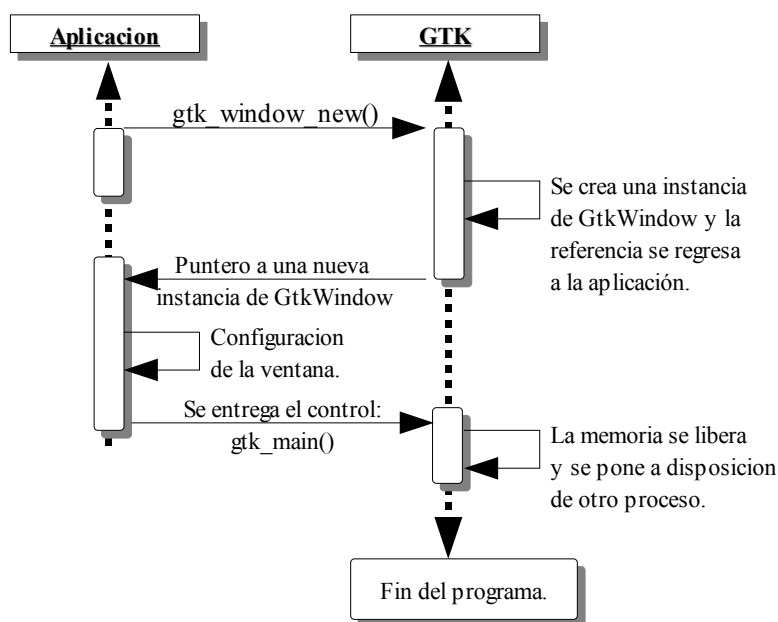 Aplicacion
GTK
gtk_window_new()
Se crea una instancia
de GtkWindow y la
referencia se regresa
a la aplicación.
Puntero a una nueva
instancia de GtkWindow
Configuracion
de la ventana.
Se entrega el control:
gtk_main()
La memoria se libera
y se pone a disposicion
de otro proceso.
Fin del programa.